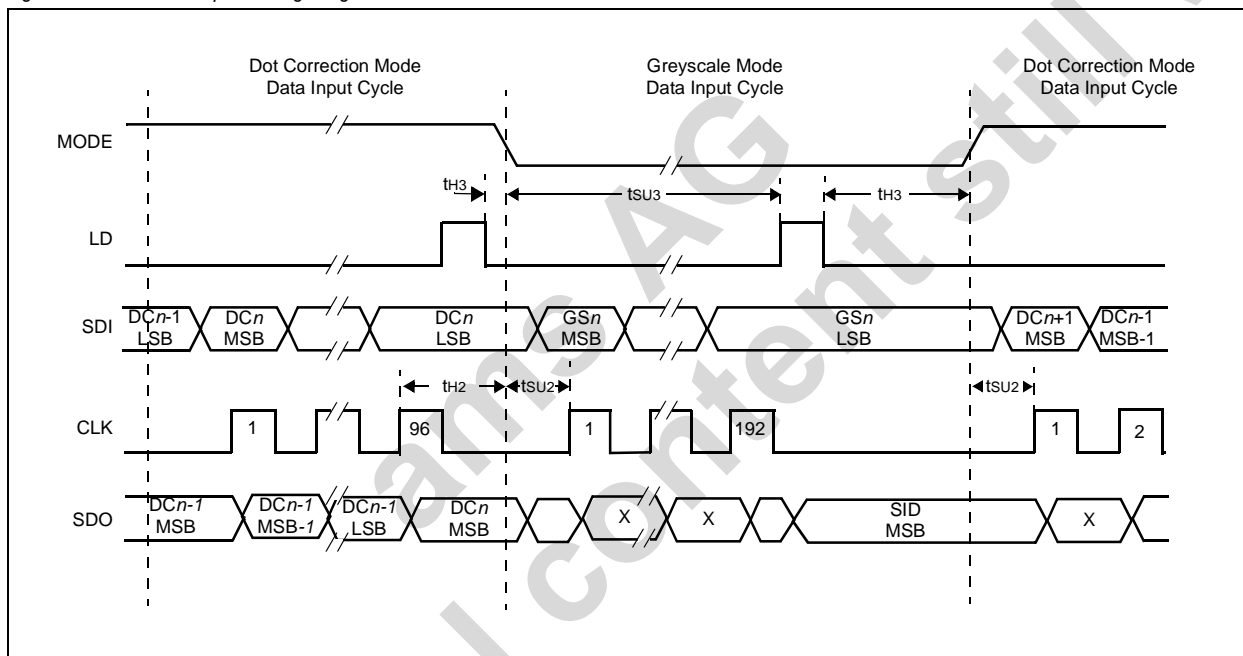 Dot Correction Mode
Data Input Cycle
Greyscale Mode
Data Input Cycle
Dot Correction Mode
Data Input Cycle
MODE
tH3
tSU3
tH3
LD
SDI
DCn-1
LSB
DCn
MSB
DCn
LSB
GSn
MSB
GSn
LSB
DCn+1
MSB
DCn-1
MSB-1
tH2
tSU2
tSU2
CLK
1
96
1
192
1
2
SDO
DCn-1
MSB
DCn-1
MSB-1
DCn-1
LSB
DCn
MSB
X
X
SID
MSB
X
ams AG
content still